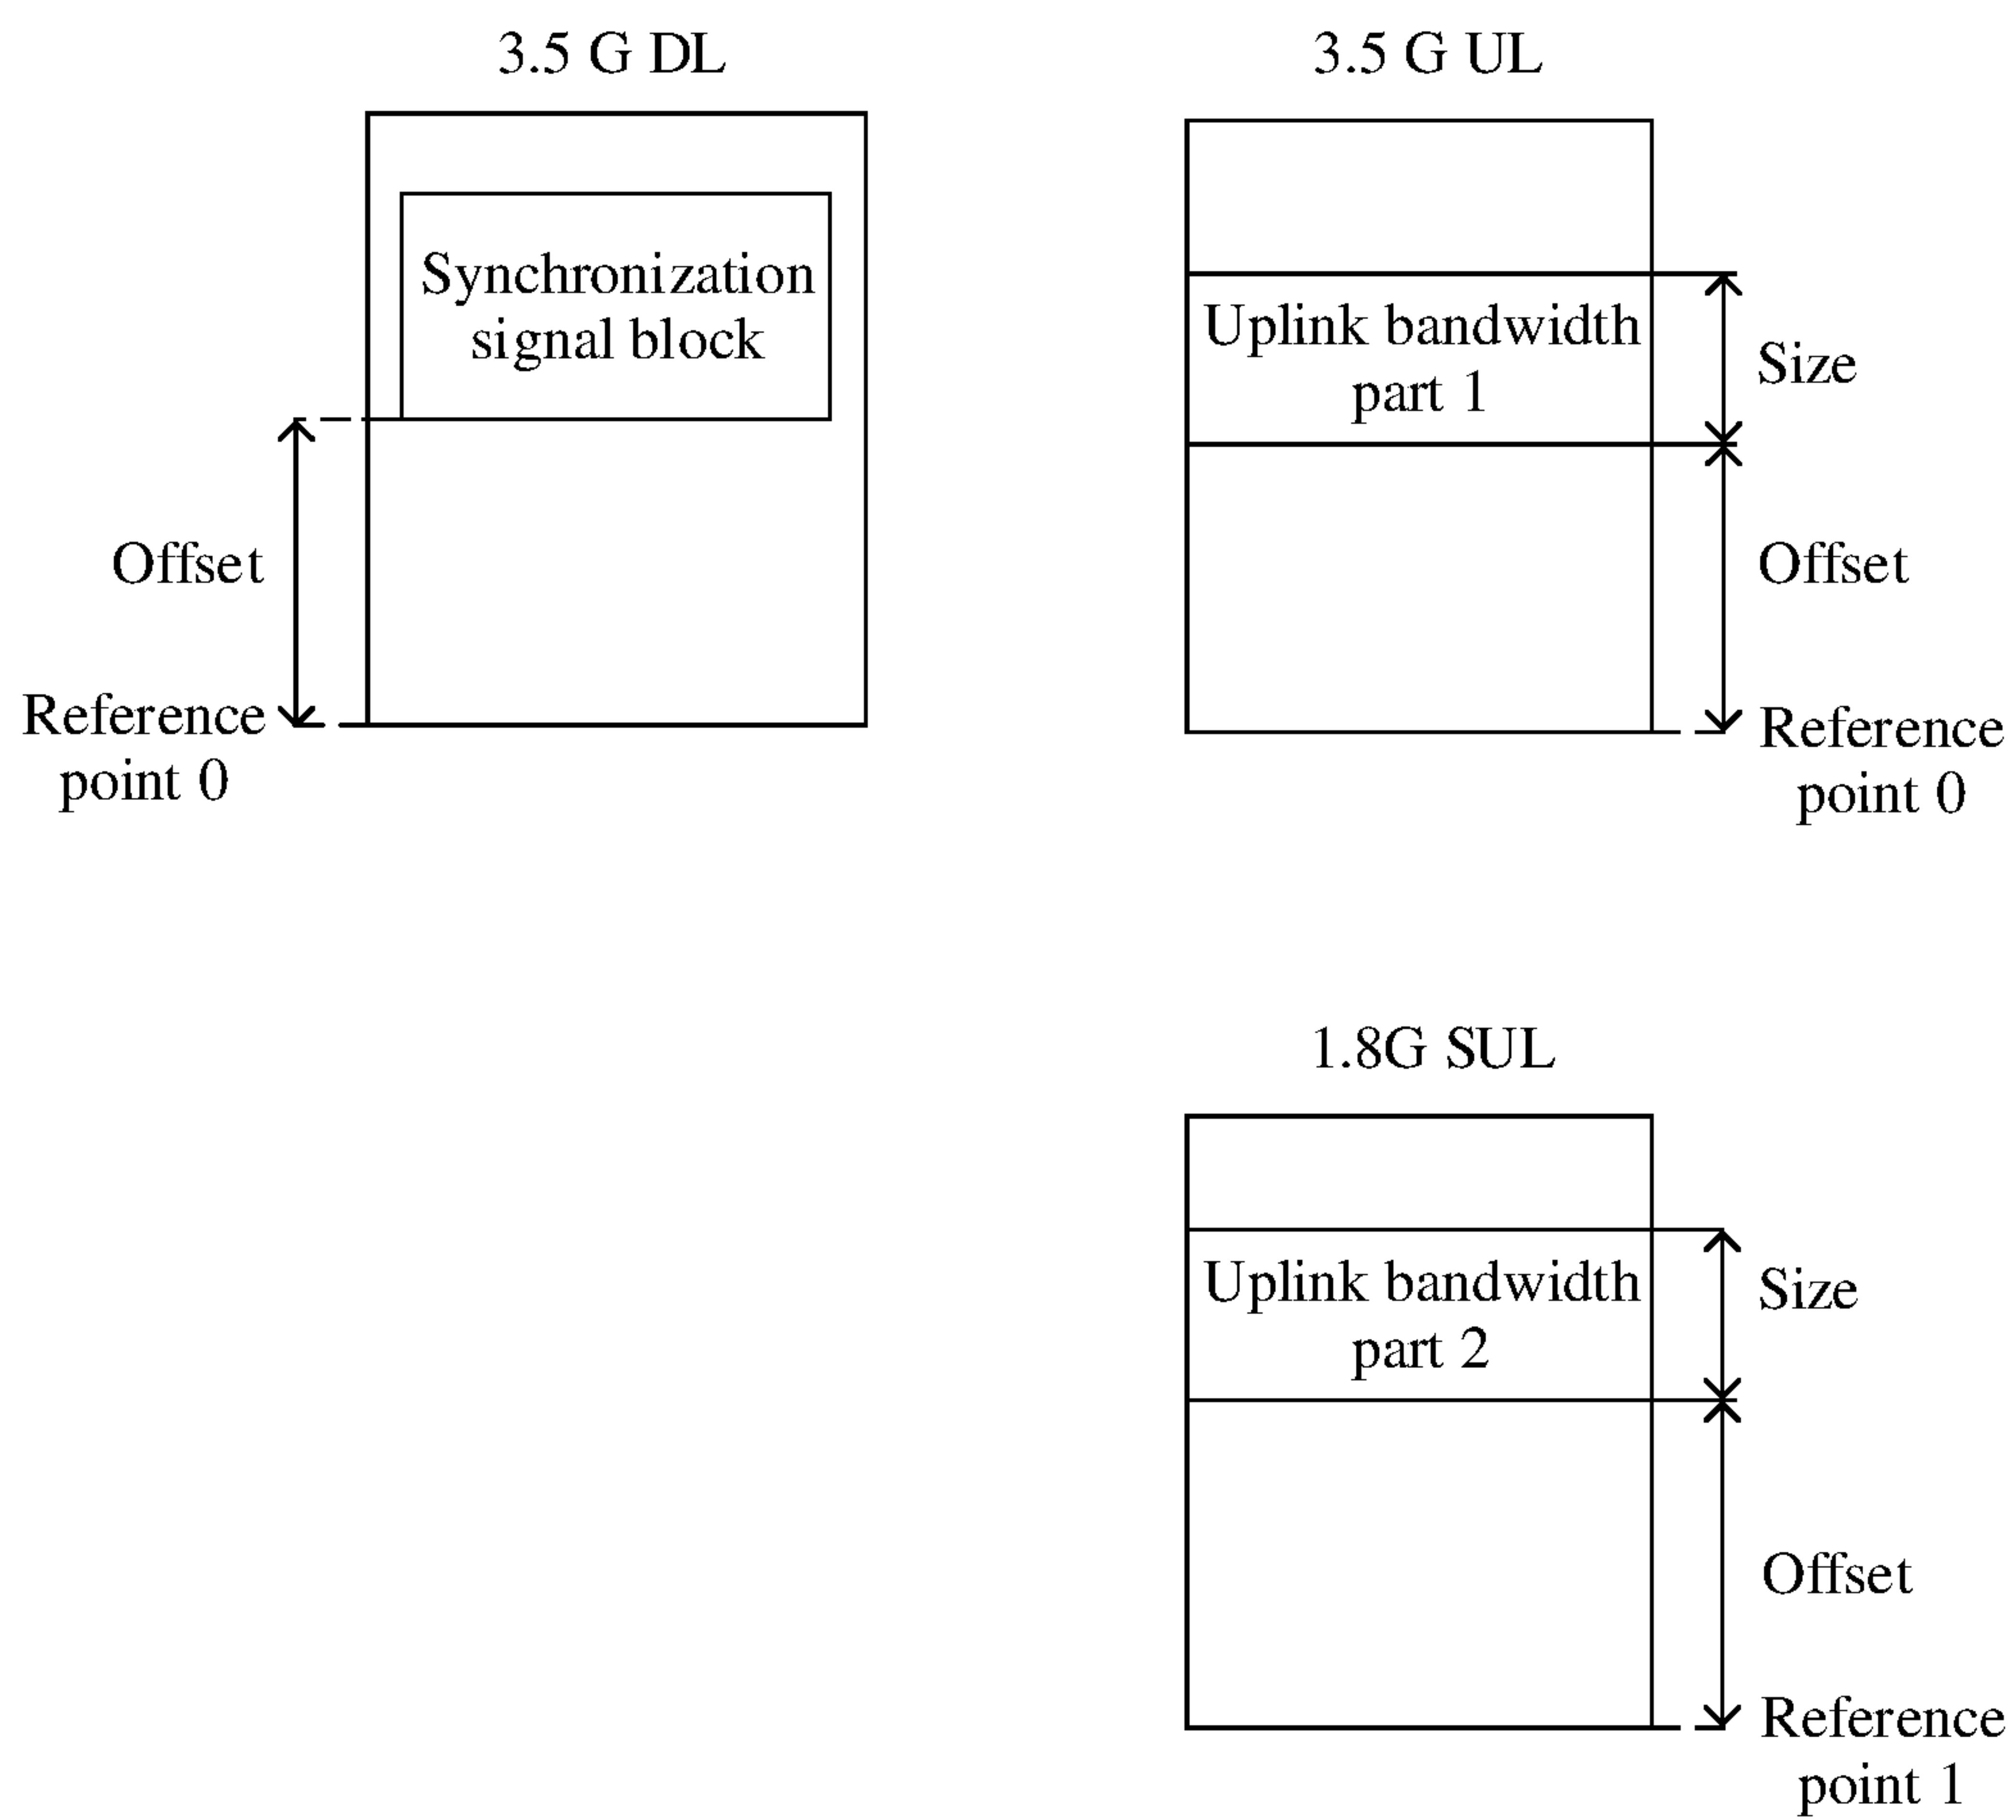 3.5 G DL
Synchronization
signal block
Offset
Reference
point 0
3.5 G UL
Uplink bandwidth
part 1
Size
Offset
Reference
point 0
1.8G SUL
Uplink bandwidth
part 2
Size
Offset
Reference
point 1